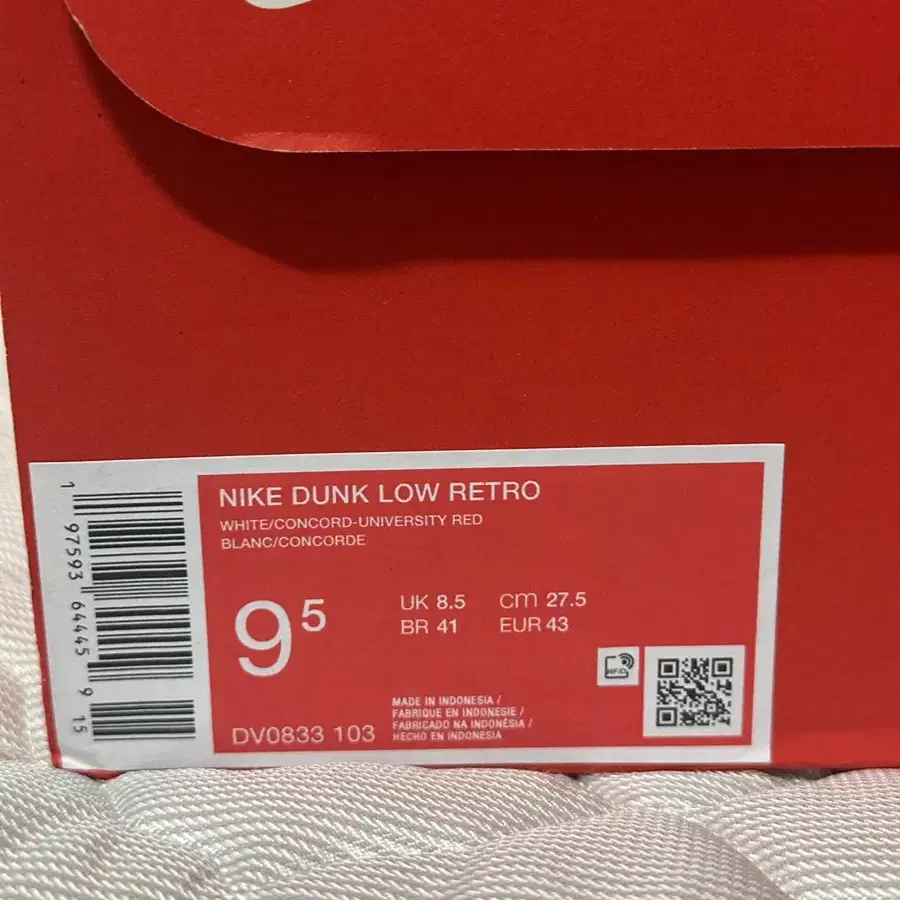 NIKE DUNK LOW RETRO
WHITE/CONCORD-UNIVERSITY RED
BLANC/CONCORDE
9⁵
UK 8.5 cm 27.5
BR 41 EUR 43
RFID
MADE IN INDONESIA /
FABRIQUE EN INDONESIE /
FABRICADO NA INDONÉSIA /
HECHO EN INDONESIA
DV0833 103
1 97593 64445 9 15